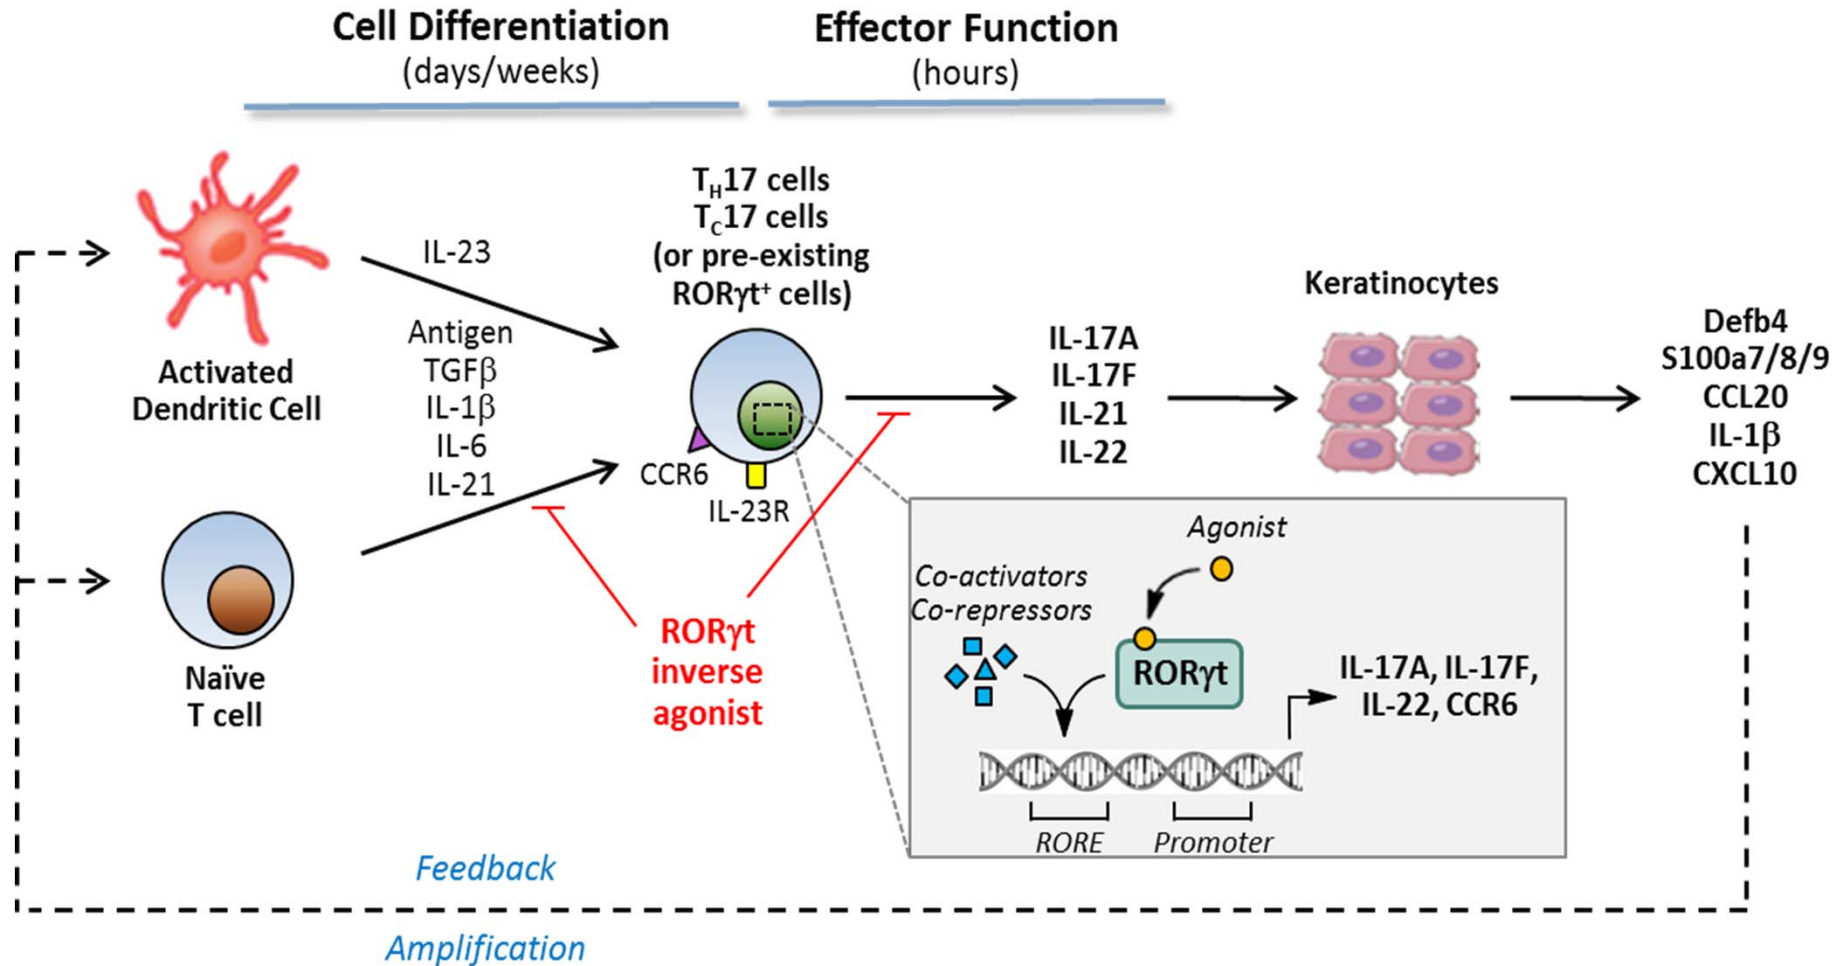 Cell Differentiation
(days/weeks)
Effector Function
(hours)
Activated
Dendritic Cell
Naïve
T cell
IL-23
Antigen
TGFβ
IL-1β
IL-6
IL-21
TH17 cells
TC17 cells
(or pre-existing
RORγt+ cells)
CCR6
IL-23R
RORγt
inverse
agonist
IL-17A
IL-17F
IL-21
IL-22
Keratinocytes
Defb4
S100a7/8/9
CCL20
IL-1β
CXCL10
Agonist
Co-activators
Co-repressors
RORγt
IL-17A, IL-17F,
IL-22, CCR6
RORE
Promoter
Feedback
Amplification